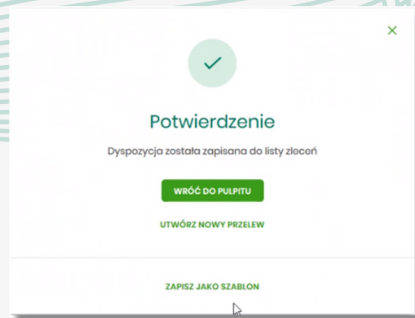 Potwierdzenie
Dyspozycja została zapisana do listy zleceń
WRÓĆ DO PULPITU
UTWÓRZ NOWY PRZELEW
ZAPISZ JAKO SZABLON